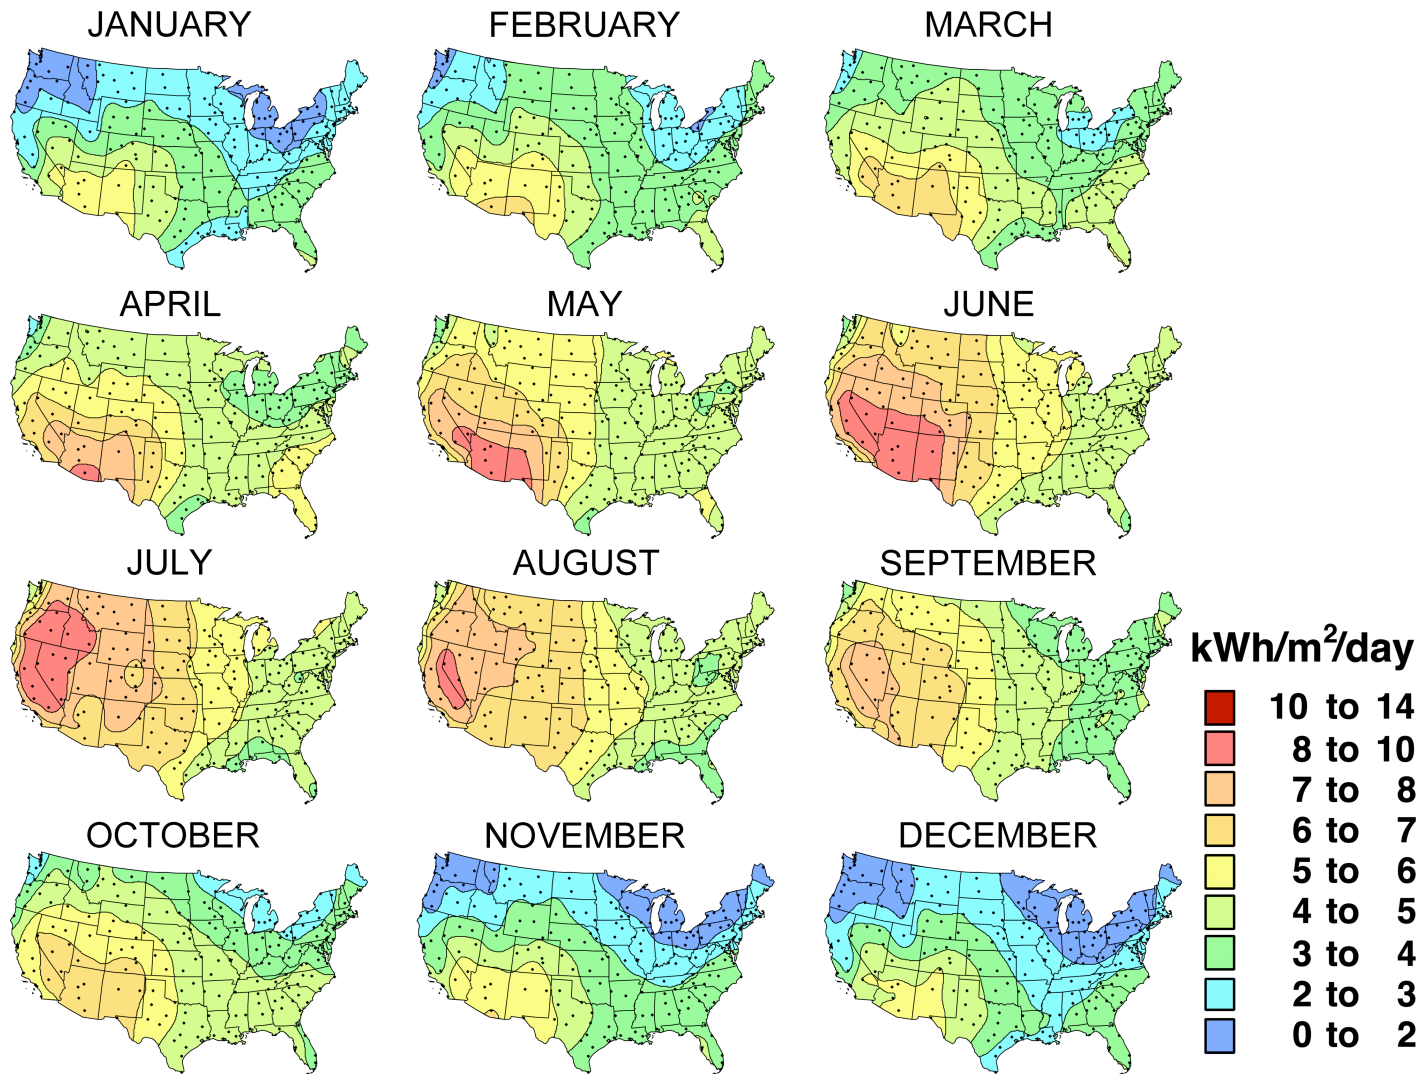 JANUARY
FEBRUARY
MARCH
APRIL
MAY
JUNE
JULY
AUGUST
SEPTEMBER
OCTOBER
NOVEMBER
DECEMBER
kWh/m²/day
10 to 14
8 to 10
7 to 8
6 to 7
5 to 6
4 to 5
3 to 4
2 to 3
0 to 2